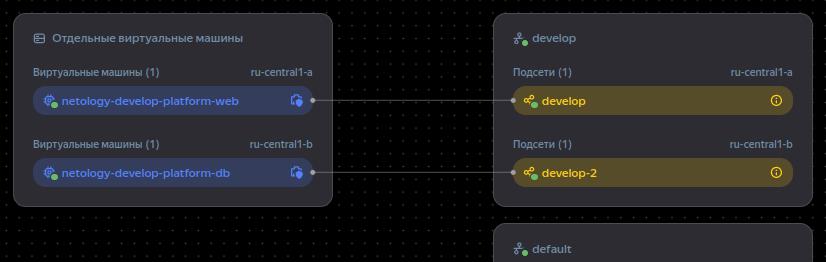 Отдельные виртуальные машины
Виртуальные машины (1) ru-central1-a
netology-develop-platform-web
Виртуальные машины (1) ru-central1-b
netology-develop-platform-db
develop
Подсети (1) ru-central1-a
develop
Подсети (1) ru-central1-b
develop-2
default